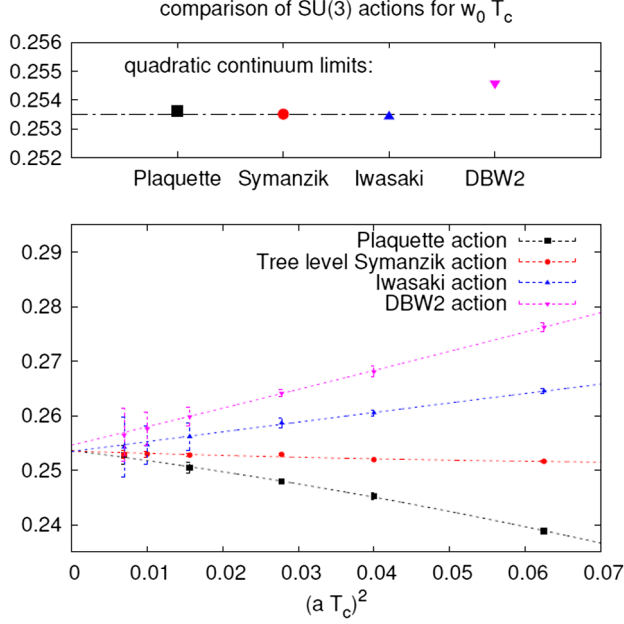 comparison of SU(3) actions for w₀ T_c
0.256
0.255
0.254
0.253
0.252
quadratic continuum limits:
Plaquette Symanzik Iwasaki DBW2
0.29
0.28
0.27
0.26
0.25
0.24
Plaquette action
Tree level Symanzik action
Iwasaki action
DBW2 action
0 0.01 0.02 0.03 0.04 0.05 0.06 0.07
(a T_c)²